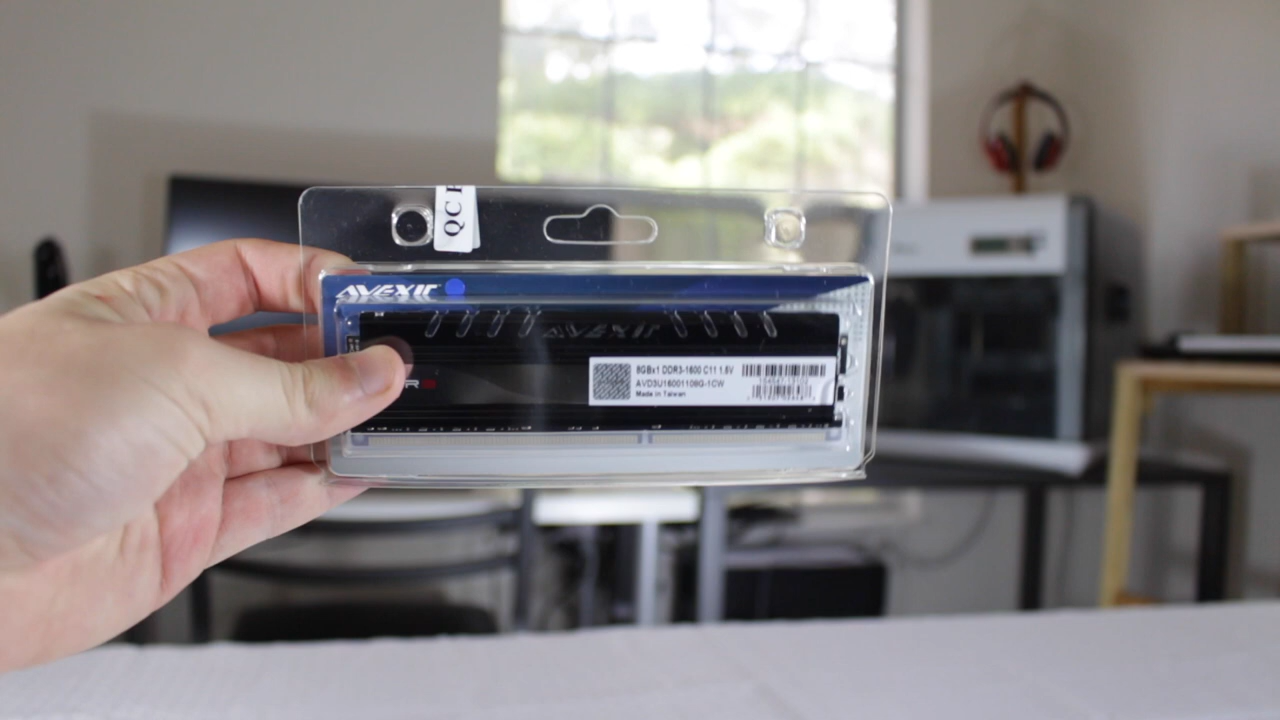 QC
AVEXIR
AVEXIR
8GBx1 DDR3-1600 C11 1.5V
AVD3U16001108G-1CW
Made in Taiwan